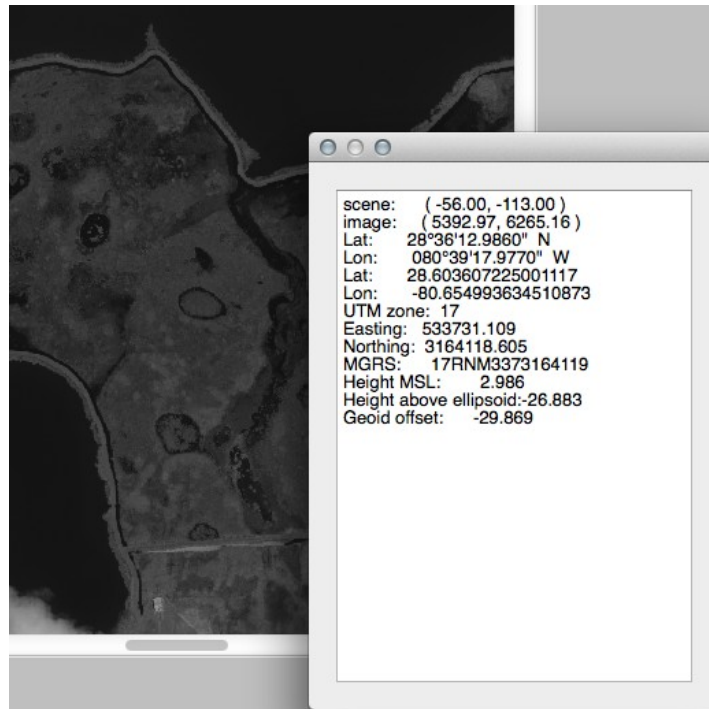 scene: ( -56.00, -113.00 )
image: ( 5392.97, 6265.16 )
Lat: 28°36'12.9860" N
Lon: 080°39'17.9770" W
Lat: 28.603607225001117
Lon: -80.654993634510873
UTM zone: 17
Easting: 533731.109
Northing: 3164118.605
MGRS: 17RNM3373164119
Height MSL: 2.986
Height above ellipsoid:-26.883
Geoid offset: -29.869